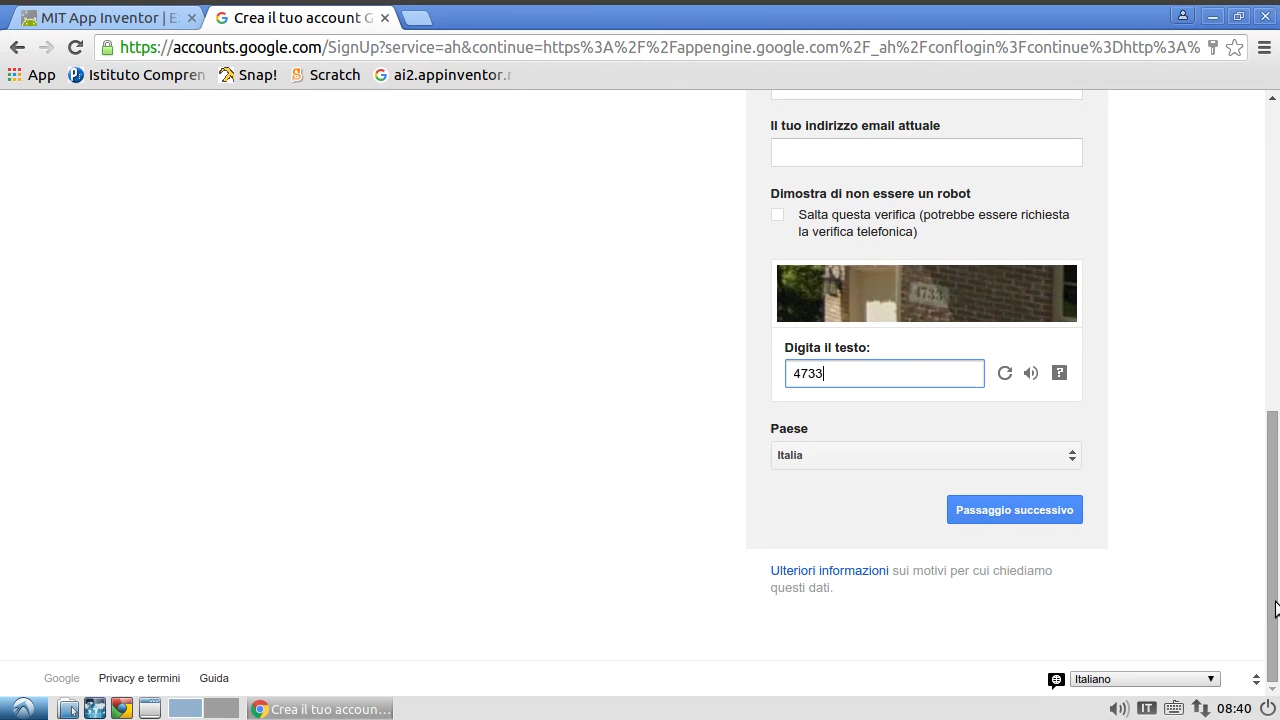 MIT App Inventor | E
Crea il tuo account G
https://accounts.google.com/SignUp?service=ah&continue=https%3A%2F%2Fappengine.google.com%2F_ah%2Fconflogin%3Fcontinue%3Dhttp%3A%
App
Istituto Compren
Snap!
Scratch
ai2.appinventor.
Il tuo indirizzo email attuale
Dimostra di non essere un robot
Salta questa verifica (potrebbe essere richiesta
la verifica telefonica)
4733
Digita il testo:
4733
Paese
Italia
Passaggio successivo
Ulteriori informazioni sui motivi per cui chiediamo
questi dati.
Google
Privacy e termini
Guida
Italiano
Crea il tuo accoun...
IT
08:40